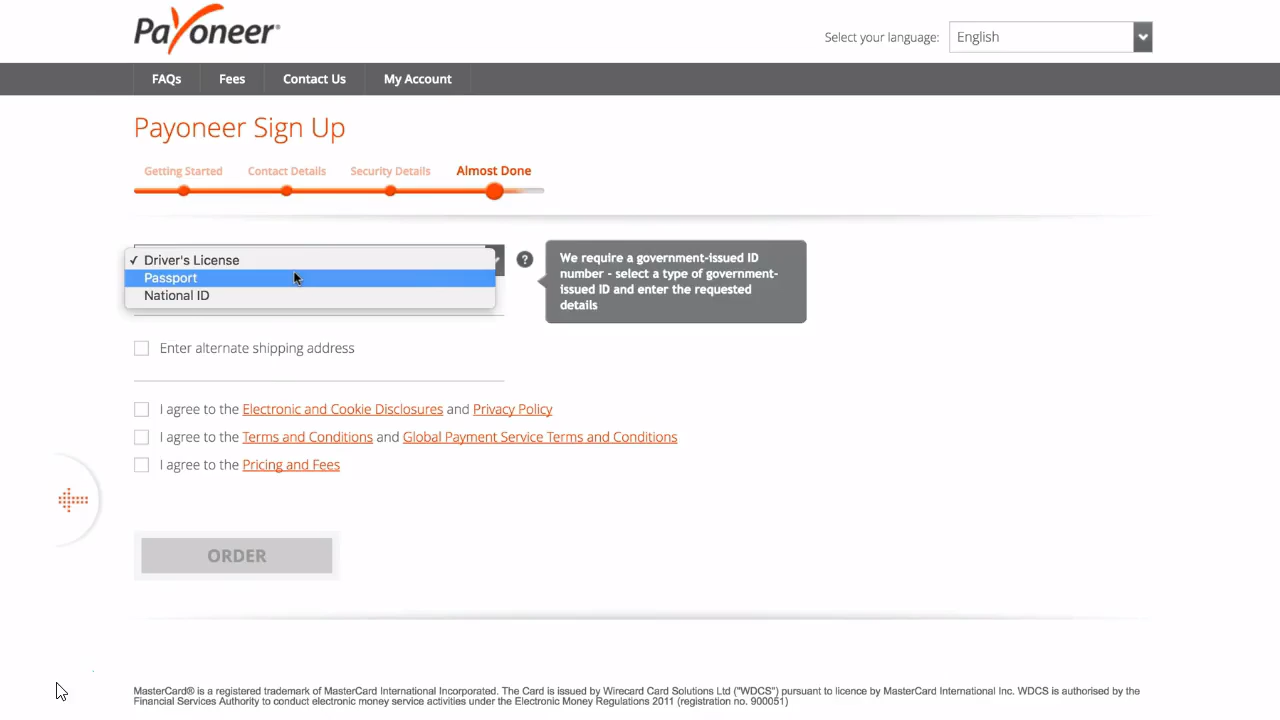 Payoneer
Select your language: English
FAQs Fees Contact Us My Account
Payoneer Sign Up
Getting Started Contact Details Security Details Almost Done
✓ Driver's License
Passport
National ID
?
We require a government-issued ID
number - select a type of government-
issued ID and enter the requested
details
Enter alternate shipping address
I agree to the Electronic and Cookie Disclosures and Privacy Policy
I agree to the Terms and Conditions and Global Payment Service Terms and Conditions
I agree to the Pricing and Fees
ORDER
MasterCard® is a registered trademark of MasterCard International Incorporated. The Card is issued by Wirecard Card Solutions Ltd ("WDCS") pursuant to licence by MasterCard International Inc. WDCS is authorised by the
Financial Services Authority to conduct electronic money service activities under the Electronic Money Regulations 2011 (registration no. 900051)